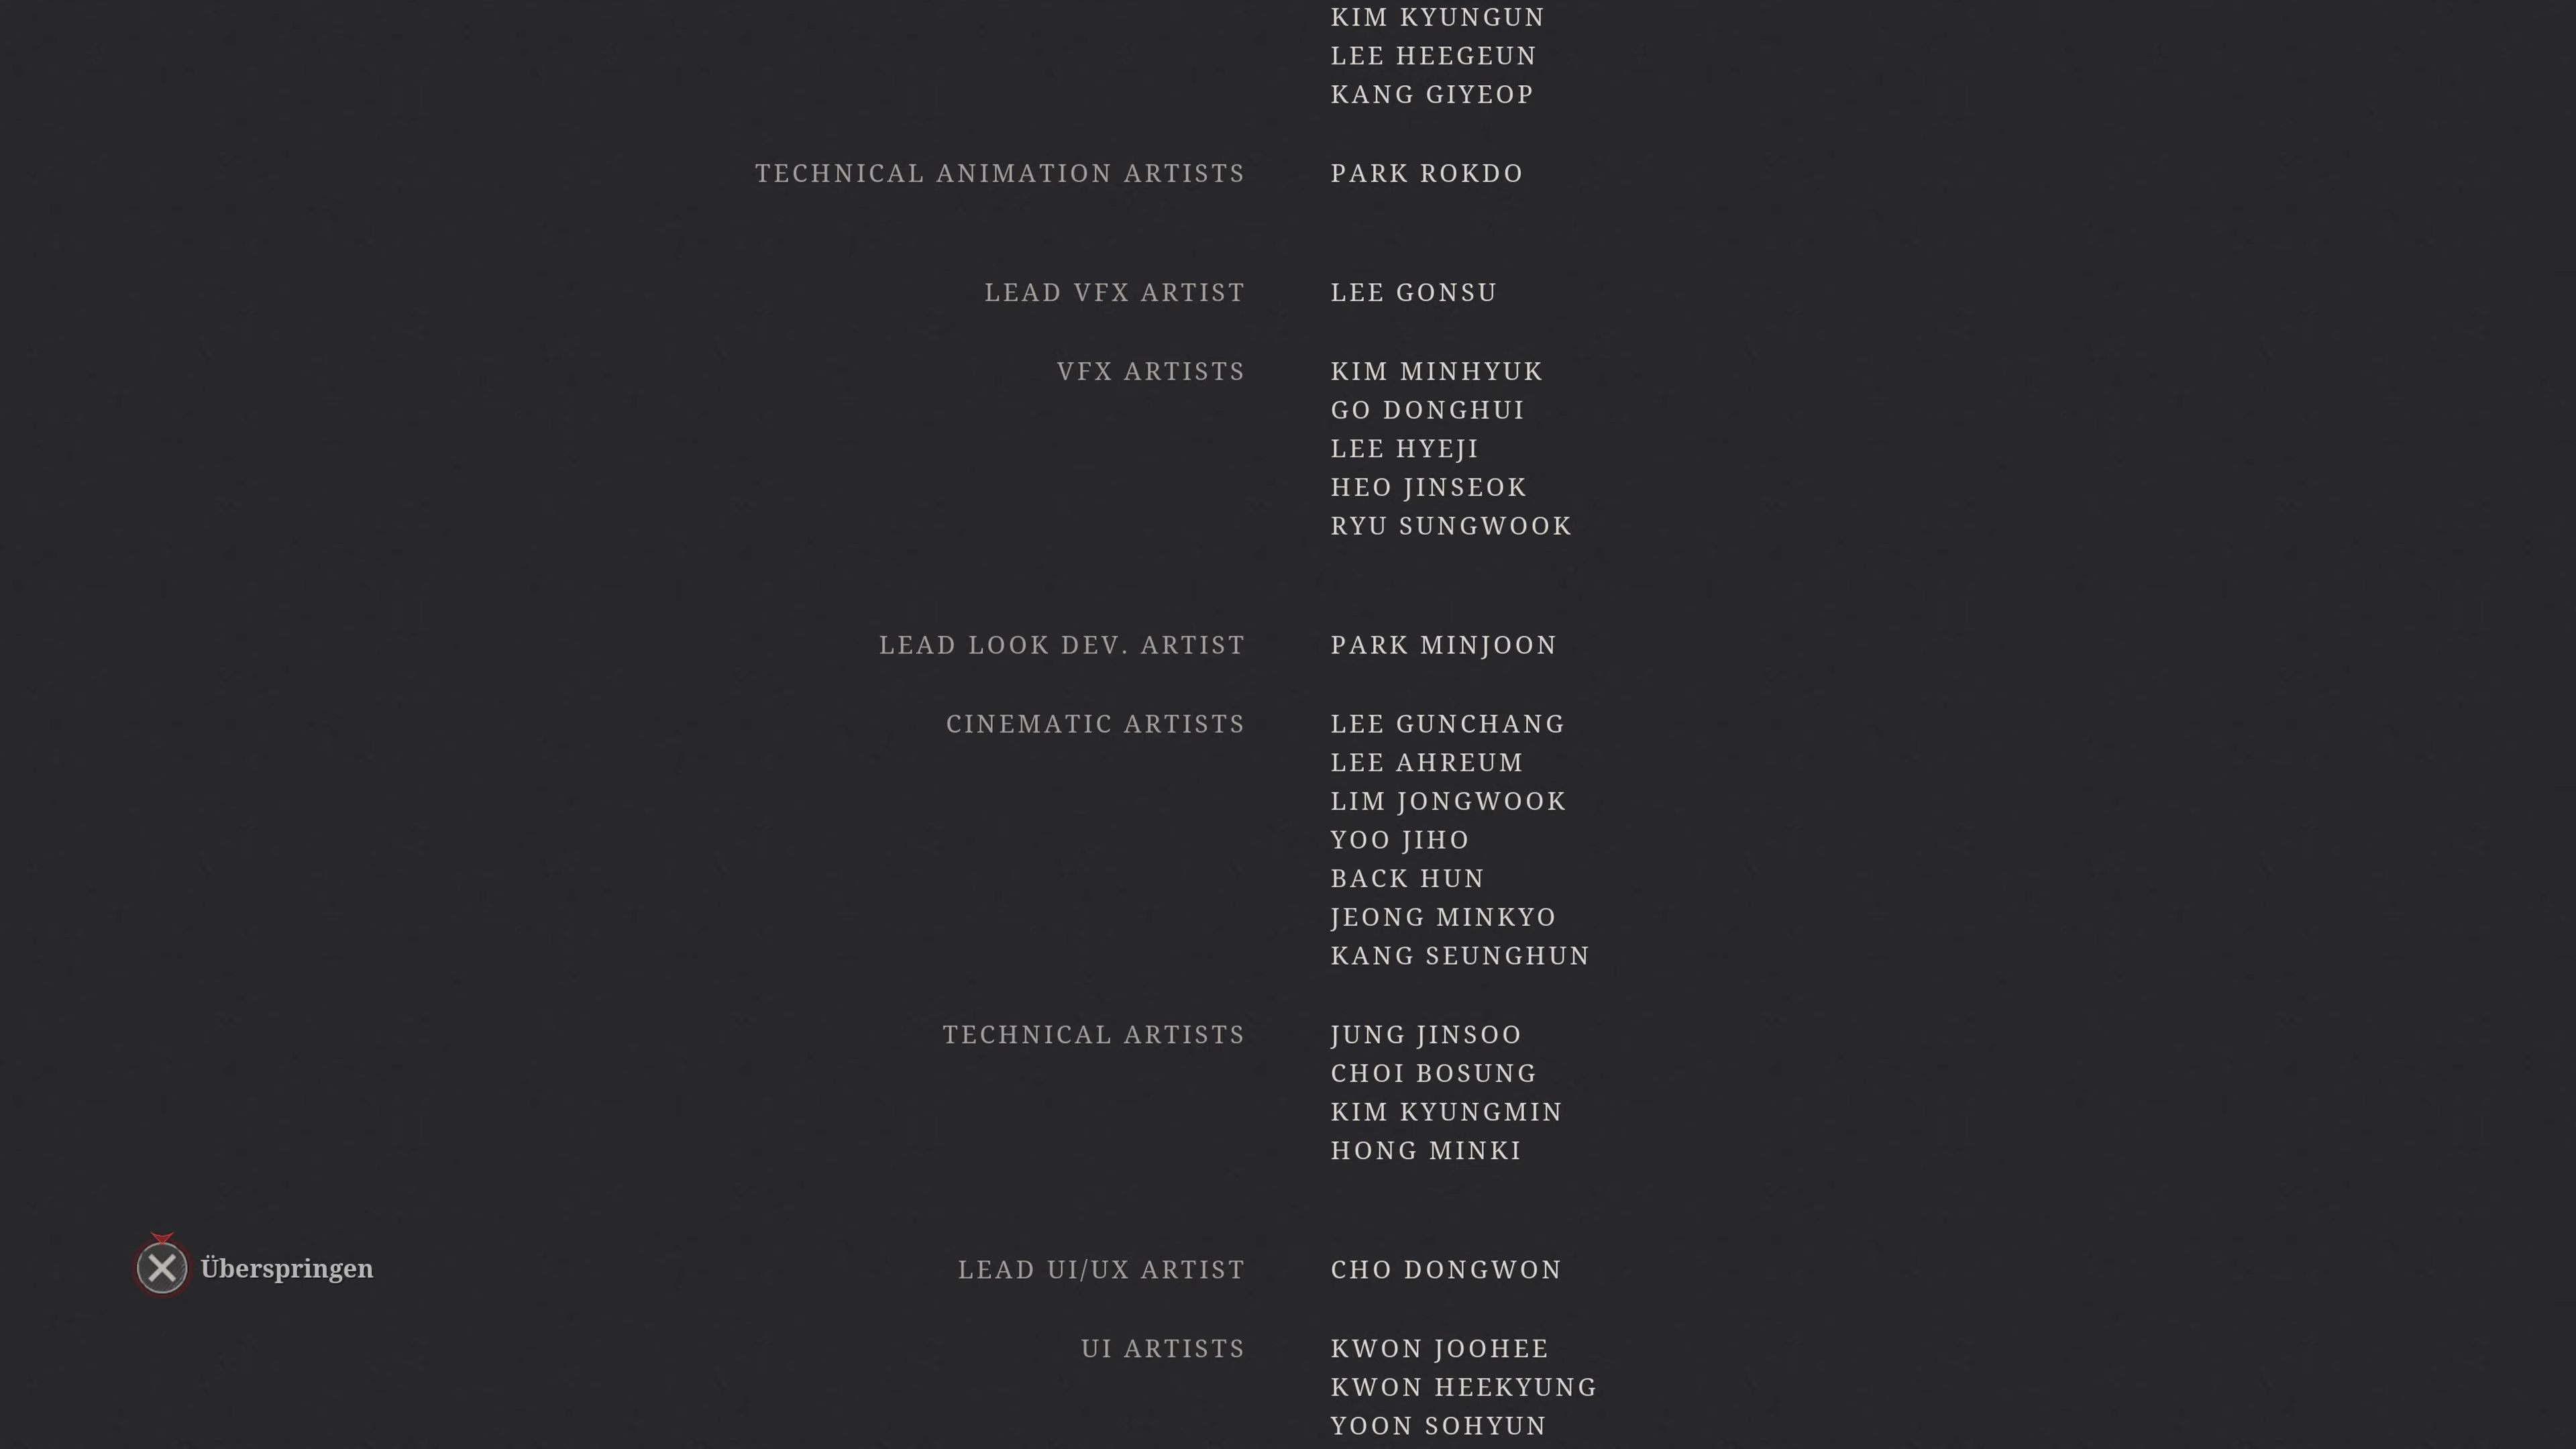 KIM KYUNGUN
LEE HEEGEUN
KANG GIYEOP
TECHNICAL ANIMATION ARTISTS PARK ROKDO
LEAD VFX ARTIST LEE GONSU
VFX ARTISTS KIM MINHYUK
GO DONGHUI
LEE HYEJI
HEO JINSEOK
RYU SUNGWOOK
LEAD LOOK DEV. ARTIST PARK MINJOON
CINEMATIC ARTISTS LEE GUNCHANG
LEE AHREUM
LIM JONGWOOK
YOO JIHO
BACK HUN
JEONG MINKYO
KANG SEUNGHUN
TECHNICAL ARTISTS JUNG JINSOO
CHOI BOSUNG
KIM KYUNGMIN
HONG MINKI
Überspringen
LEAD UI/UX ARTIST CHO DONGWON
UI ARTISTS KWON JOOHEE
KWON HEEKYUNG
YOON SOHYUN